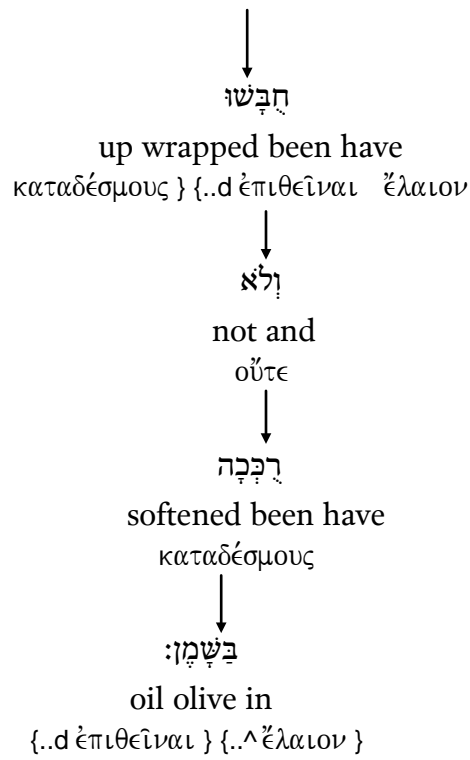 חֻבָּשׁוּ
up wrapped been have
καταδέσμους } {..d ἐπιθεῖναι ἔλαιον
וְלֹא
not and
οὔτε
רֻכְּכָה
softened been have
καταδέσμους
בַּשָּׁמֶן׃
oil olive in
{..d ἐπιθεῖναι } {..^ ἔλαιον }